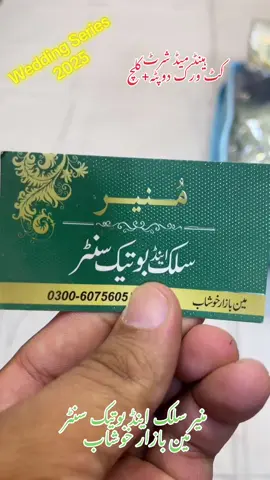 Wedding Series
2025
ہینڈ میڈ شرٹ کلچ
کٹ ورک دوپٹہ+
مُنیر
سلک اینڈ بوتیک سنٹر
0300-6075605
مین بازار خوشاب
منیر سلک اینڈ بوتیک سنٹر
مین بازار خوشاب